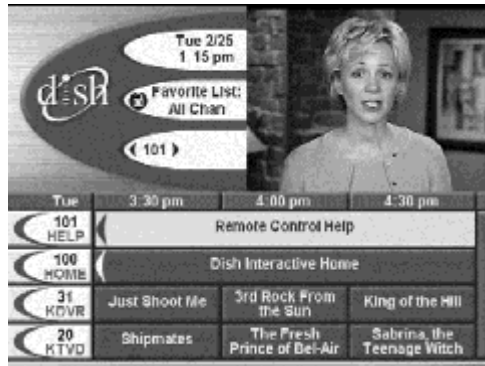 Tue 2/25
1 15 pm
dish
Favorite List:
All Chan
101
Tue 3:30 pm 4:00 pm 4:30 pm
101
HELP
Remote Control Help
100
HOME
Dish Interactive Home
31
KDVR
Just Shoot Me
3rd Rock From
the Sun
King of the Hill
20
KTVD
Shipmates
The Fresh
Prince of Bel-Air
Sabrina, the
Teenage Witch